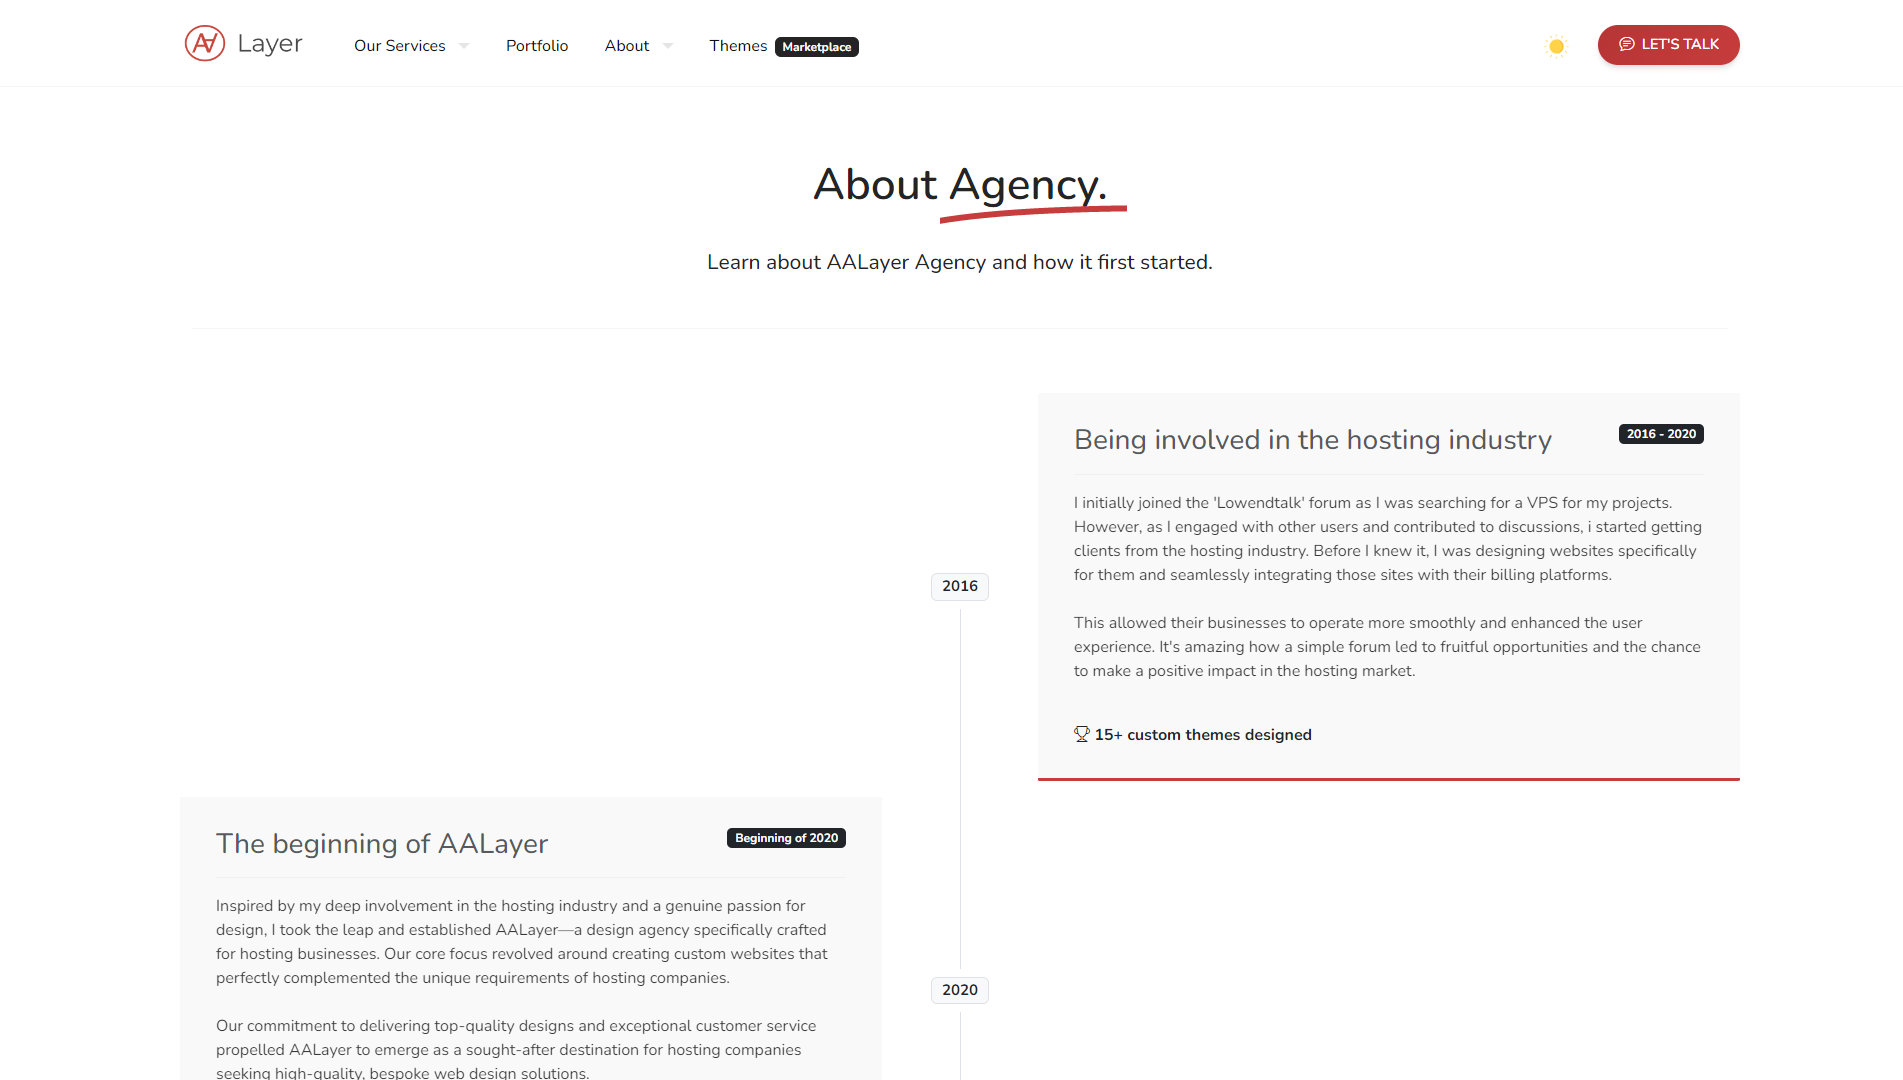 Layer
Our Services
Portfolio
About
Themes Marketplace
LET'S TALK
About Agency.
Learn about AALayer Agency and how it first started.
Being involved in the hosting industry
2016 - 2020
I initially joined the 'Lowendtalk' forum as I was searching for a VPS for my projects.
However, as I engaged with other users and contributed to discussions, i started getting
clients from the hosting industry. Before I knew it, I was designing websites specifically
for them and seamlessly integrating those sites with their billing platforms.
This allowed their businesses to operate more smoothly and enhanced the user
experience. It's amazing how a simple forum led to fruitful opportunities and the chance
to make a positive impact in the hosting market.
15+ custom themes designed
2016
The beginning of AALayer
Beginning of 2020
Inspired by my deep involvement in the hosting industry and a genuine passion for
design, I took the leap and established AALayer—a design agency specifically crafted
for hosting businesses. Our core focus revolved around creating custom websites that
perfectly complemented the unique requirements of hosting companies.
Our commitment to delivering top-quality designs and exceptional customer service
propelled AALayer to emerge as a sought-after destination for hosting companies
seeking high-quality, bespoke web design solutions.
2020